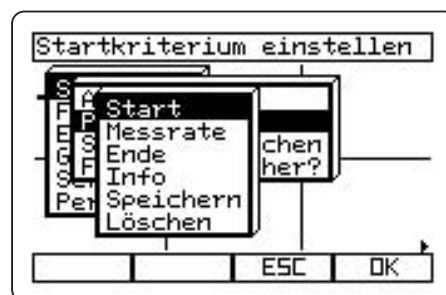 Startkriterium einstellen
Start
Messrate
Ende
Info
Speichern
Löschen
chen
her?
ESC
OK